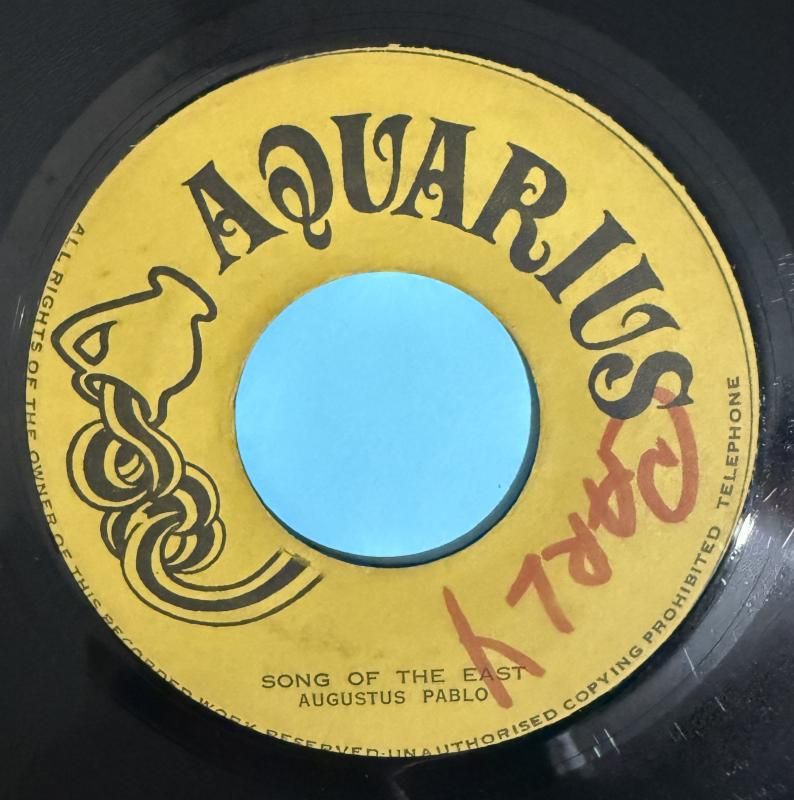 AQUARIUS
SONG OF THE EAST
AUGUSTUS PABLO
ALL RIGHTS OF THE OWNER OF THIS RECORDED WORK RESERVED·UNAUTHORISED COPYING PROHIBITED TELEPHONE